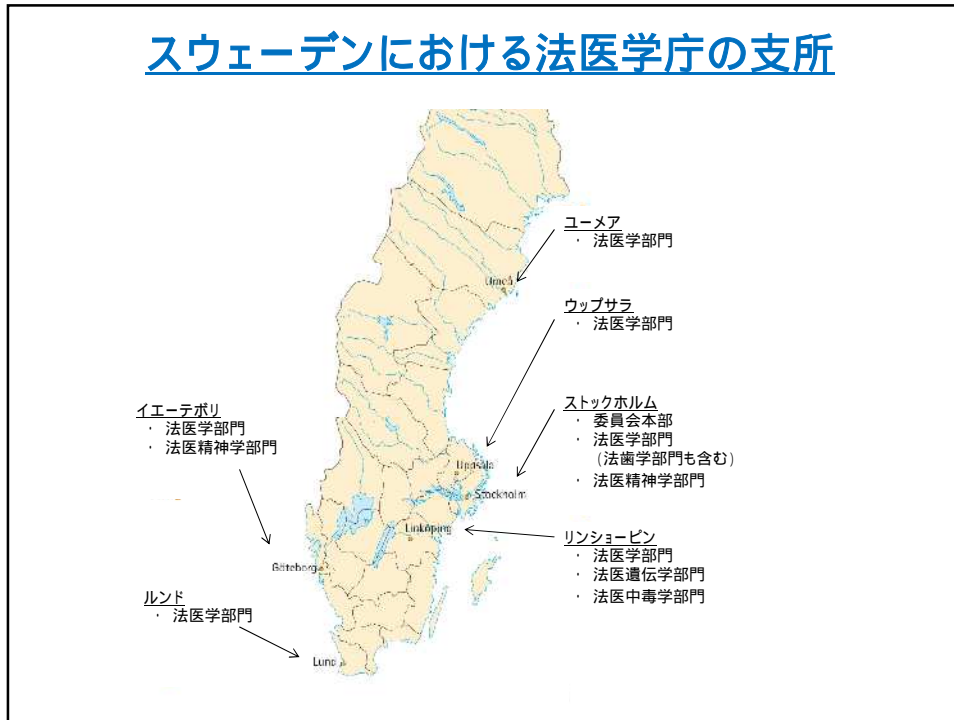 スウェーデンにおける法医学庁の支所
ユーメア
・ 法医学部門
Umeå
ウップサラ
・ 法医学部門
ストックホルム
・ 委員会本部
・ 法医学部門
(法歯学部門も含む)
・ 法医精神学部門
イエーテボリ
・ 法医学部門
・ 法医精神学部門
Uppsala
Stockholm
Linköping
リンショーピン
・ 法医学部門
・ 法医遺伝学部門
・ 法医中毒学部門
Göteborg
ルンド
・ 法医学部門
Lund